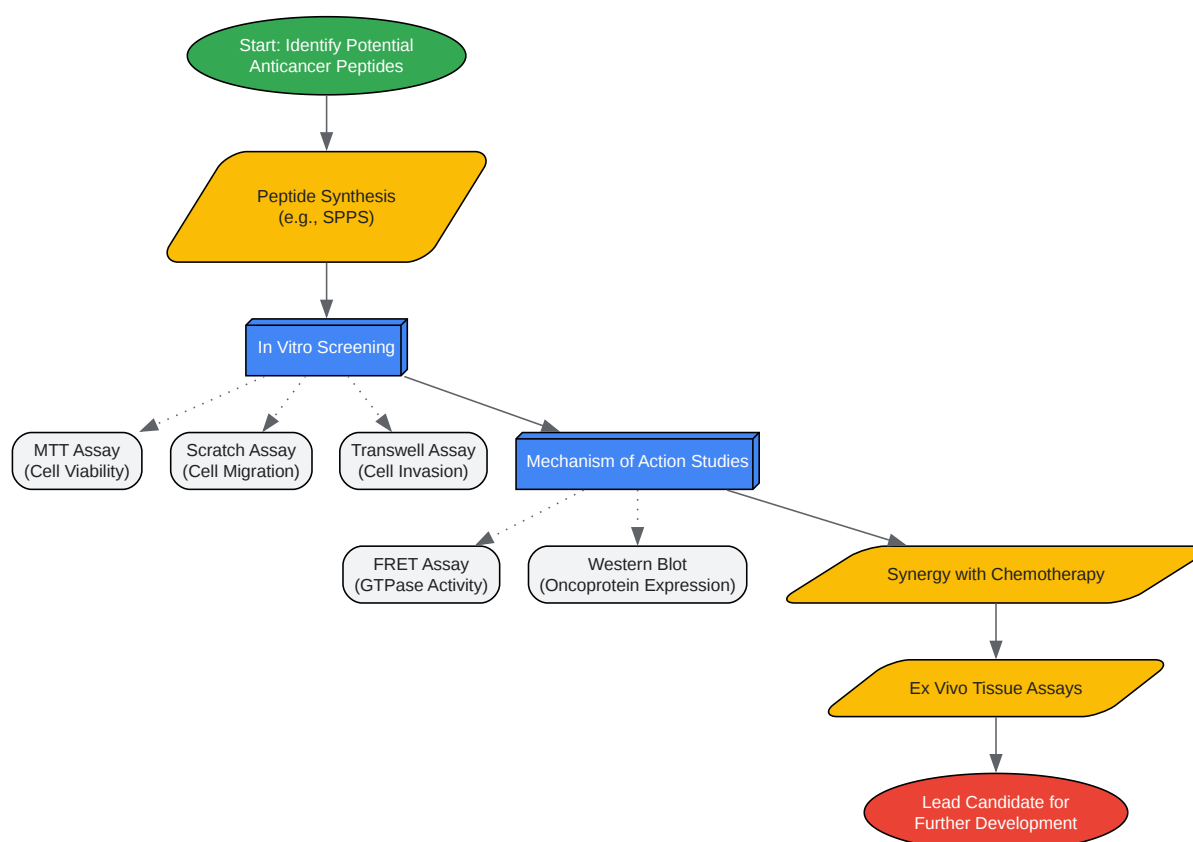 Start: Identify Potential
Anticancer Peptides
Peptide Synthesis
(e.g., SPPS)
In Vitro Screening
MTT Assay
(Cell Viability)
Scratch Assay
(Cell Migration)
Transwell Assay
(Cell Invasion)
Mechanism of Action Studies
FRET Assay
(GTPase Activity)
Western Blot
(Oncoprotein Expression)
Synergy with Chemotherapy
Ex Vivo Tissue Assays
Lead Candidate for
Further Development